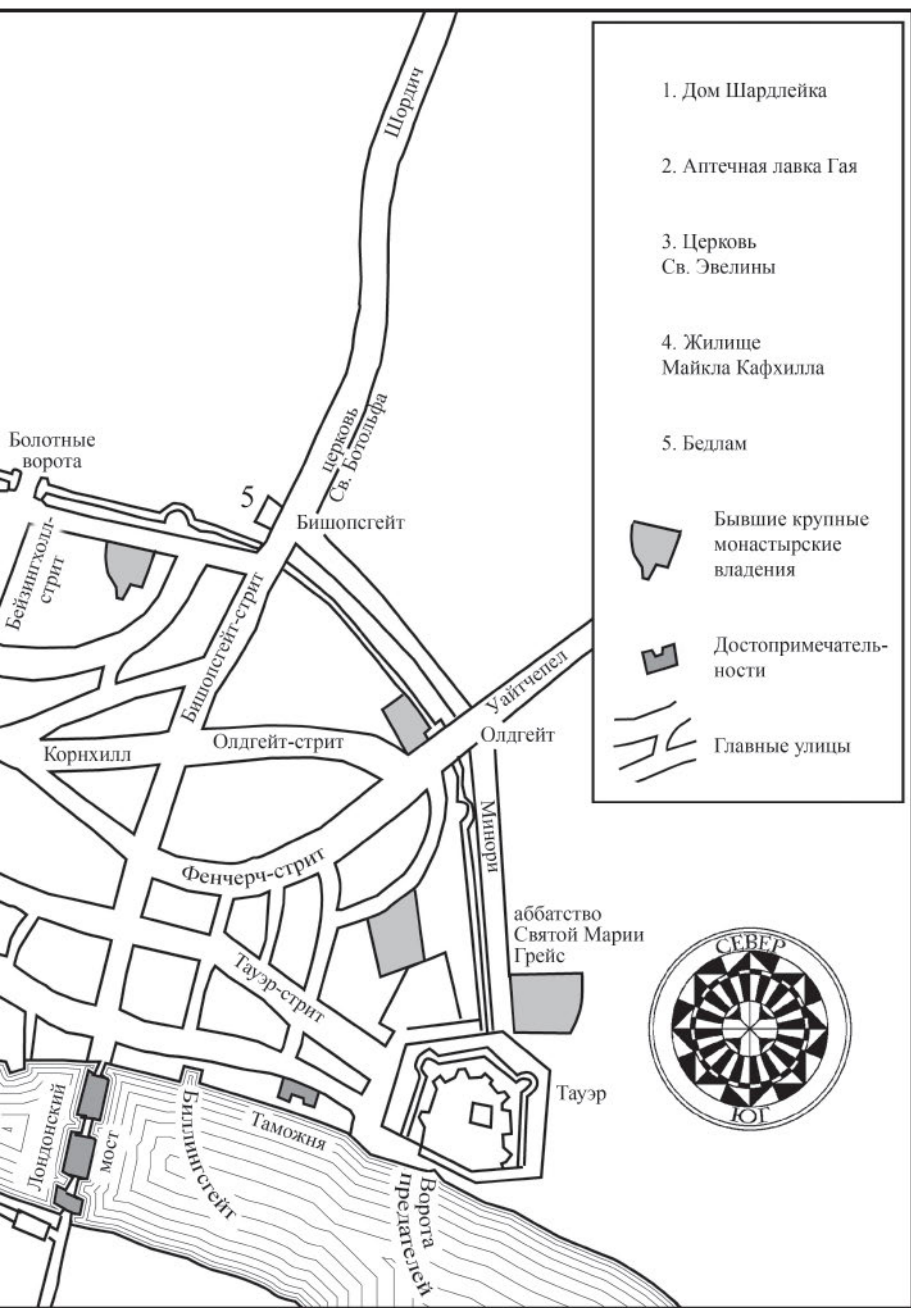 Шордич
церковь
Св. Ботольфа
Болотные
ворота
5
Бишопсгейт
Бейзингхолл-
стрит
Бишопсгейт-стрит
Уайтчепел
Корнхилл
Олдгейт-стрит
Олдгейт
Минори
Фенчерч-стрит
аббатство
Святой Марии
Грейс
Тауэр-стрит
Тауэр
Лондонский
мост
Биллингсгейт
Таможня
Ворота
предателей
1. Дом Шардлейка
2. Аптечная лавка Гая
3. Церковь
Св. Эвелины
4. Жилище
Майкла Кафхилла
5. Бедлам
Бывшие крупные
монастырские
владения
Достопримечатель-
ности
Главные улицы
СЕВЕР
ЮГ